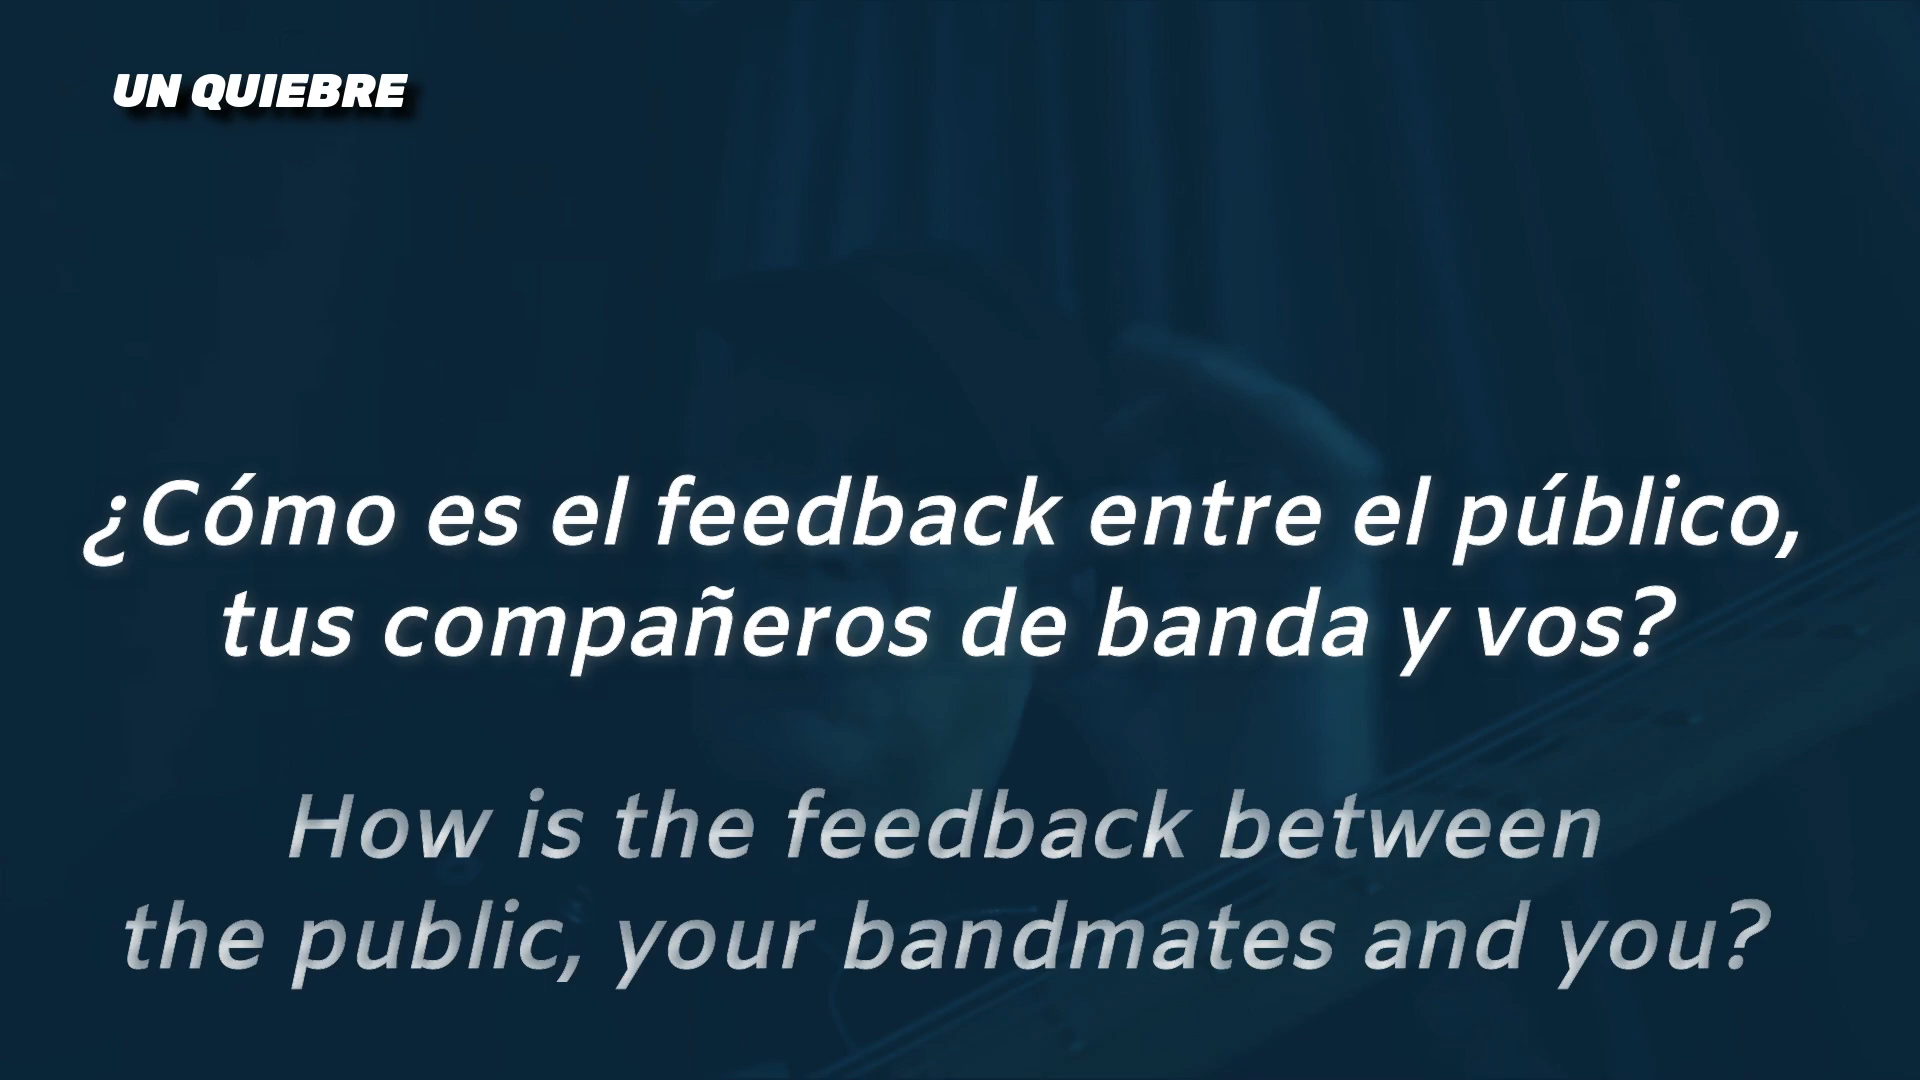 UN QUIEBRE
¿Cómo es el feedback entre el público,
tus compañeros de banda y vos?
How is the feedback between
the public, your bandmates and you?